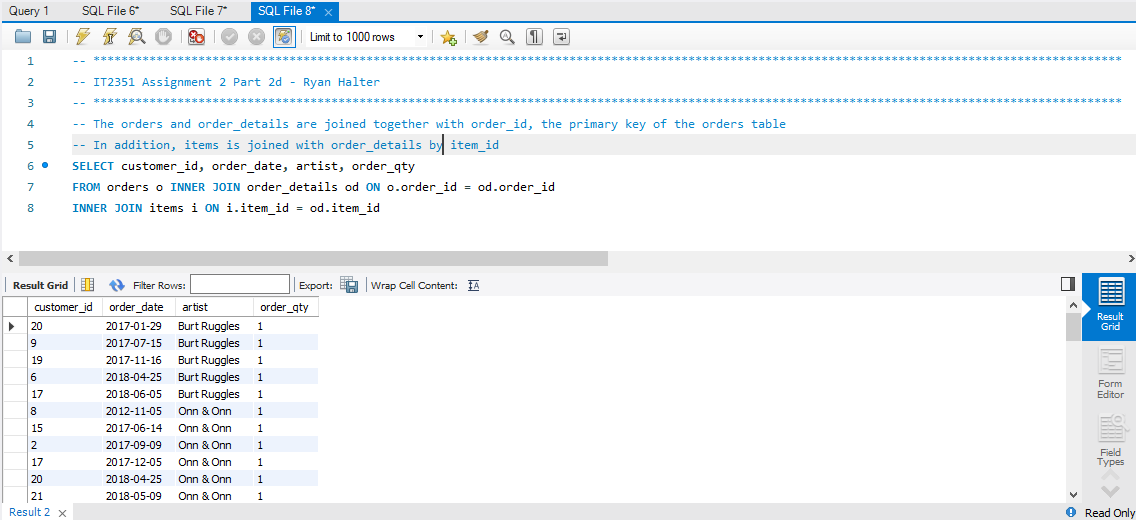 Query 1 SQL File 6* SQL File 7* SQL File 8*
Limit to 1000 rows
1 -- ***************************************************************************************************************************************************
2 -- IT2351 Assignment 2 Part 2d - Ryan Halter
3 -- ***************************************************************************************************************************************************
4 -- The orders and order_details are joined together with order_id, the primary key of the orders table
5 -- In addition, items is joined with order_details by item_id
6 SELECT customer_id, order_date, artist, order_qty
7 FROM orders o INNER JOIN order_details od ON o.order_id = od.order_id
8 INNER JOIN items i ON i.item_id = od.item_id
Result Grid Filter Rows: Export: Wrap Cell Content:
customer_id order_date artist order_qty
20 2017-01-29 Burt Ruggles 1
9 2017-07-15 Burt Ruggles 1
19 2017-11-16 Burt Ruggles 1
6 2018-04-25 Burt Ruggles 1
17 2018-06-05 Burt Ruggles 1
8 2012-11-05 Onn & Onn 1
15 2017-06-14 Onn & Onn 1
2 2017-09-09 Onn & Onn 1
17 2017-12-05 Onn & Onn 1
20 2018-04-25 Onn & Onn 1
21 2018-05-09 Onn & Onn 1
Result
Grid
Form
Editor
Field
Types
Result 2 Read Only